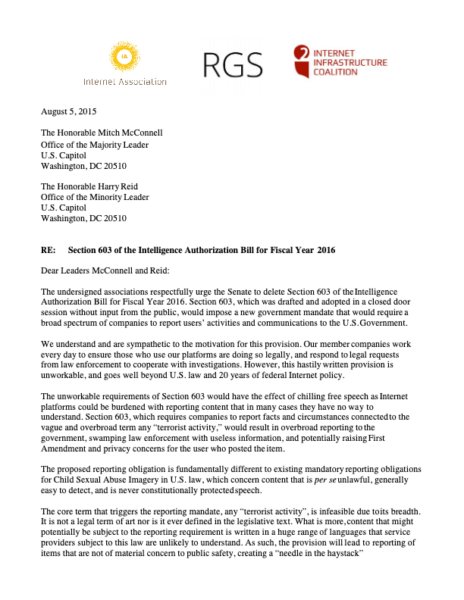 IA
Internet Association
RGS
INTERNET
INFRASTRUCTURE
COALITION
August 5, 2015
The Honorable Mitch McConnell
Office of the Majority Leader
U.S. Capitol
Washington, DC 20510
The Honorable Harry Reid
Office of the Minority Leader
U.S. Capitol
Washington, DC 20510
RE: Section 603 of the Intelligence Authorization Bill for Fiscal Year 2016
Dear Leaders McConnell and Reid:
The undersigned associations respectfully urge the Senate to delete Section 603 of the Intelligence
Authorization Bill for Fiscal Year 2016. Section 603, which was drafted and adopted in a closed door
session without input from the public, would impose a new government mandate that would require a
broad spectrum of companies to report users' activities and communications to the U.S. Government.
We understand and are sympathetic to the motivation for this provision. Our member companies work
every day to ensure those who use our platforms are doing so legally, and respond to legal requests
from law enforcement to cooperate with investigations. However, this hastily written provision is
unworkable, and goes well beyond U.S. law and 20 years of federal Internet policy.
The unworkable requirements of Section 603 would have the effect of chilling free speech as Internet
platforms could be burdened with reporting content that in many cases they have no way to
understand. Section 603, which requires companies to report facts and circumstances connected to the
vague and overbroad term any "terrorist activity," would result in overbroad reporting to the
government, swamping law enforcement with useless information, and potentially raising First
Amendment and privacy concerns for the user who posted the item.
The proposed reporting obligation is fundamentally different to existing mandatory reporting obligations
for Child Sexual Abuse Imagery in U.S. law, which concern content that is per se unlawful, generally
easy to detect, and is never constitutionally protected speech.
The core term that triggers the reporting mandate, any "terrorist activity", is infeasible due to its breadth.
It is not a legal term of art nor is it ever defined in the legislative text. What is more, content that might
potentially be subject to the reporting requirement is written in a huge range of languages that service
providers subject to this law are unlikely to understand. As such, the provision will lead to reporting of
items that are not of material concern to public safety, creating a "needle in the haystack"